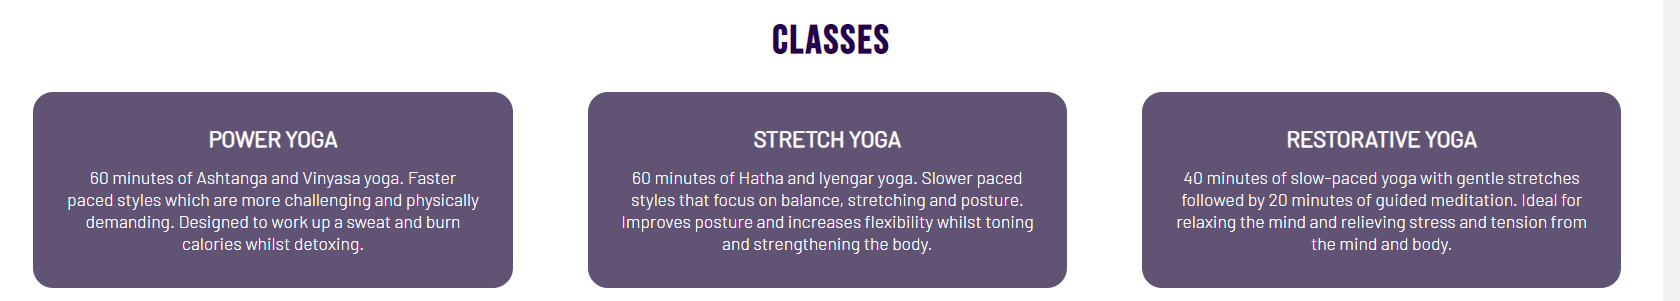 CLASSES
POWER YOGA
60 minutes of Ashtanga and Vinyasa yoga. Faster
paced styles which are more challenging and physically
demanding. Designed to work up a sweat and burn
calories whilst detoxing.
STRETCH YOGA
60 minutes of Hatha and Iyengar yoga. Slower paced
styles that focus on balance, stretching and posture.
Improves posture and increases flexibility whilst toning
and strengthening the body.
RESTORATIVE YOGA
40 minutes of slow-paced yoga with gentle stretches
followed by 20 minutes of guided meditation. Ideal for
relaxing the mind and relieving stress and tension from
the mind and body.